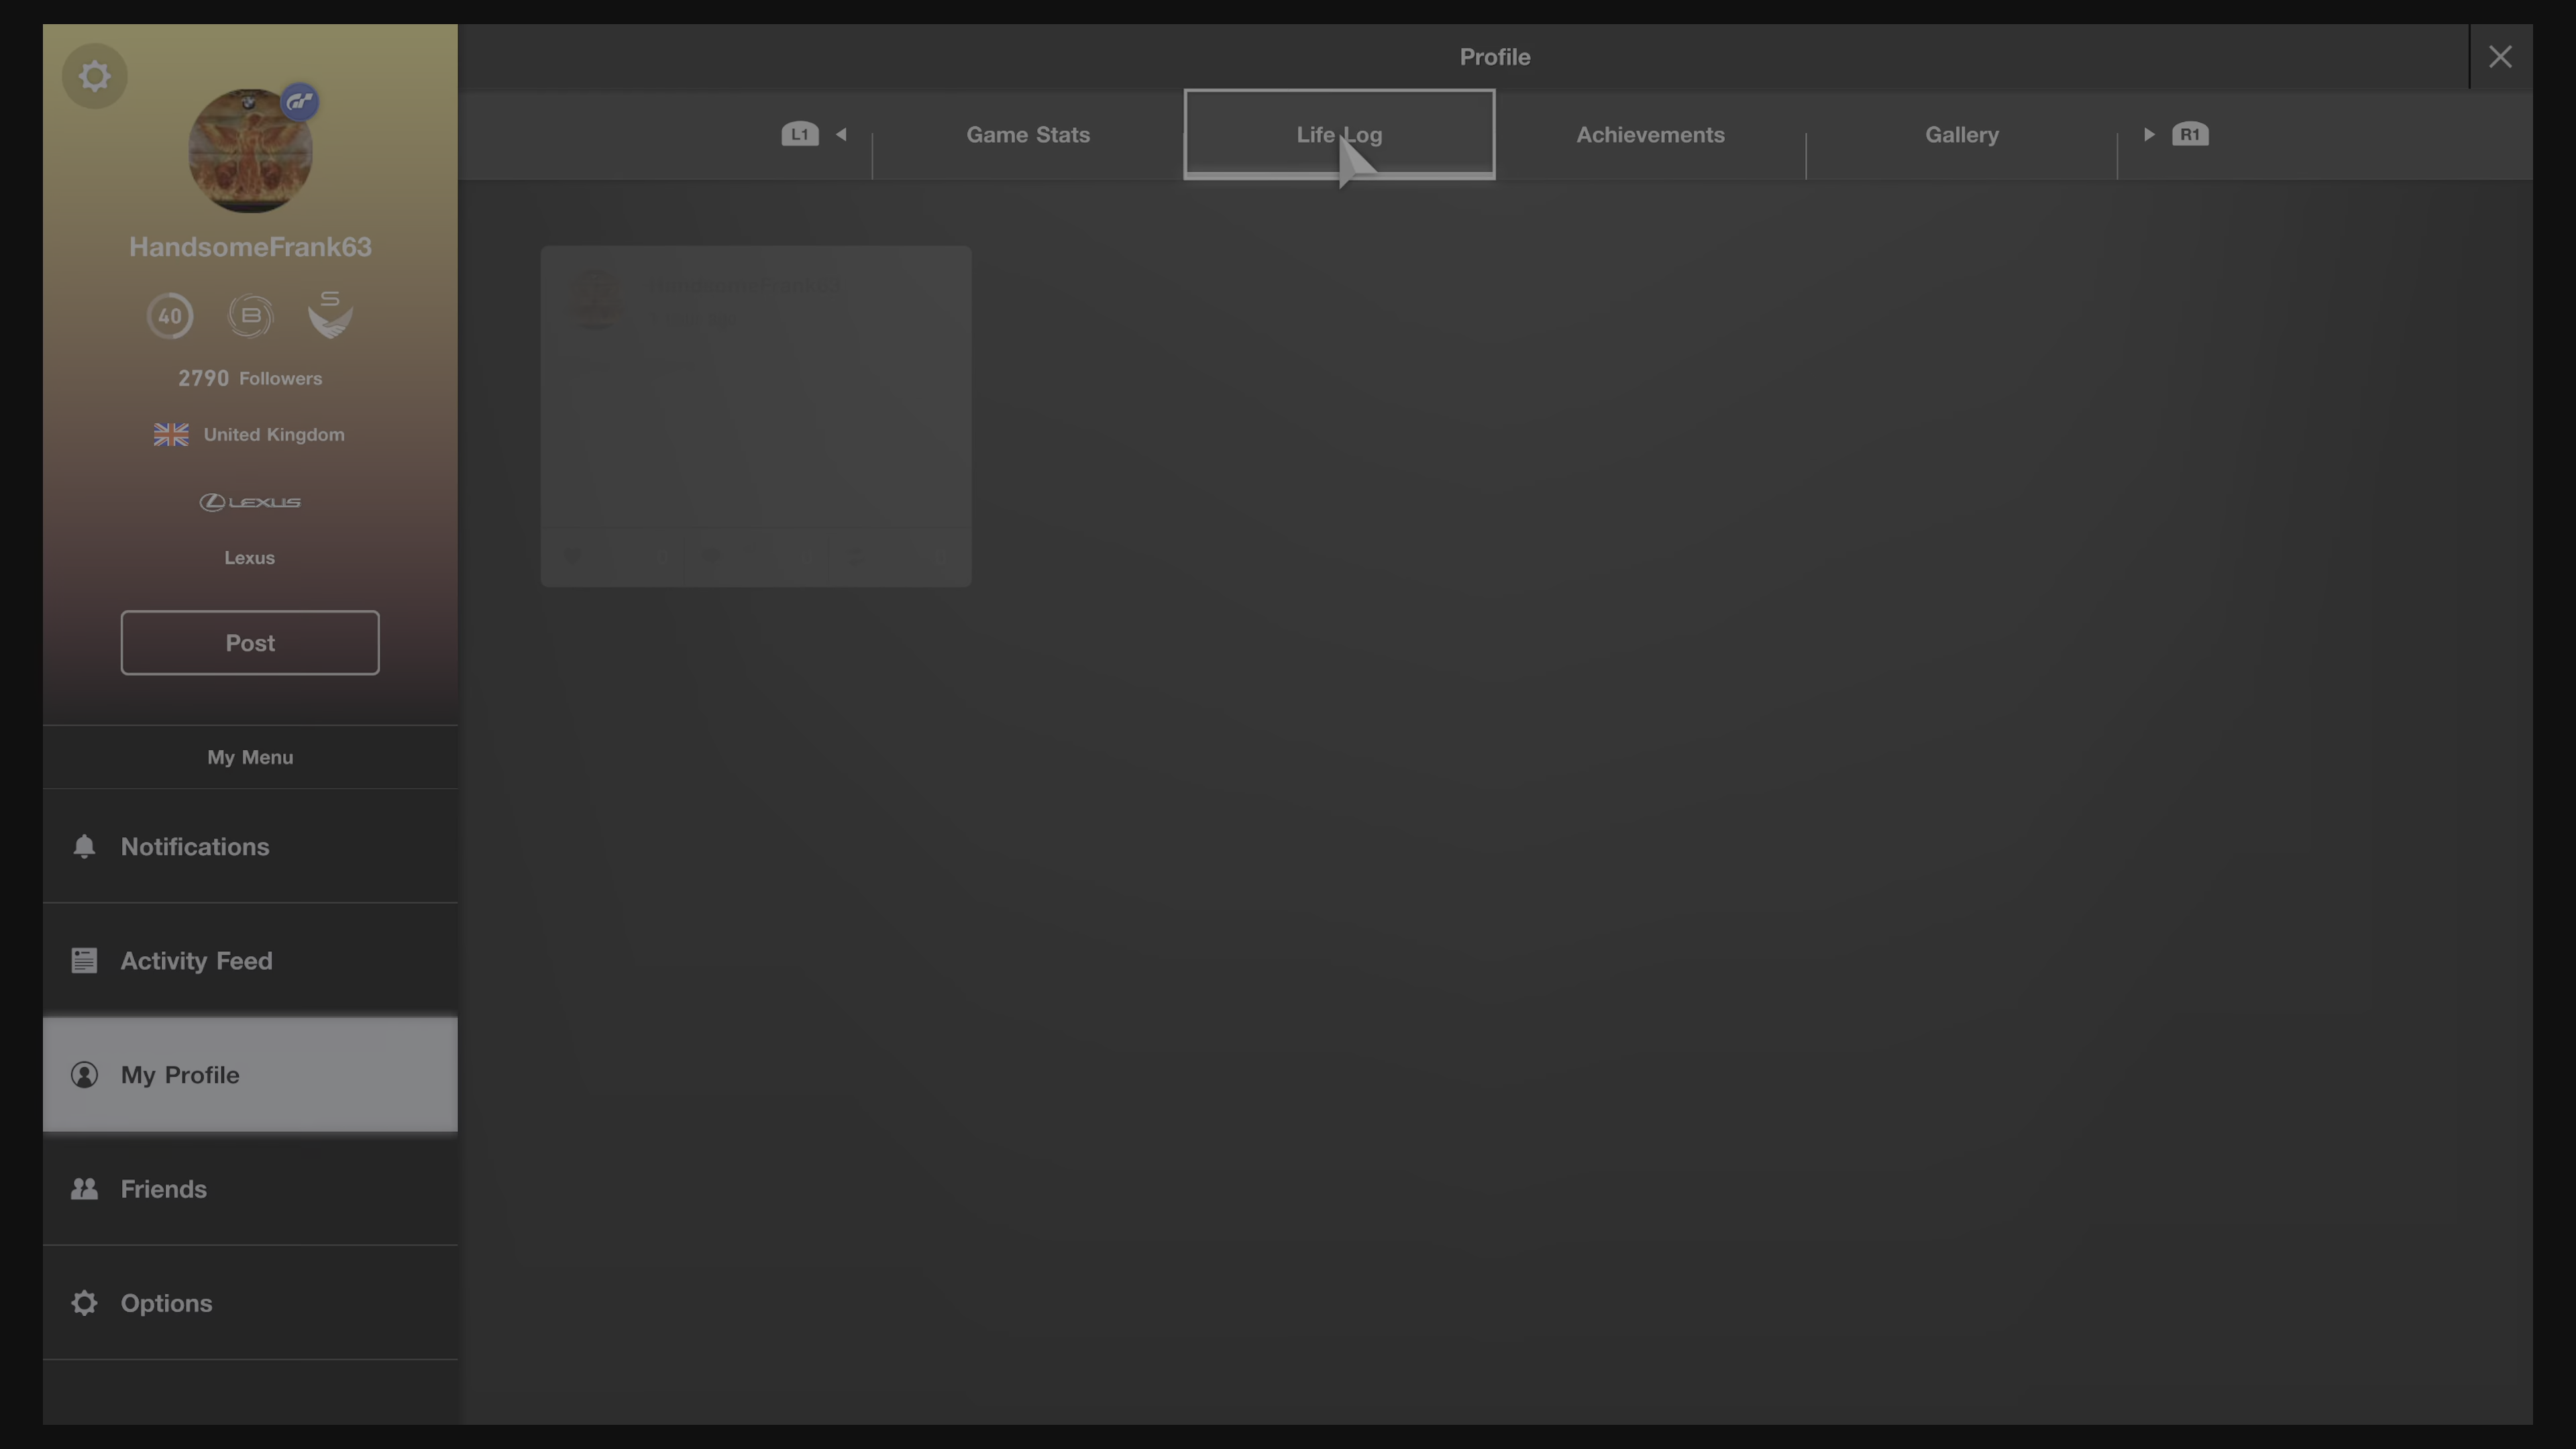 HandsomeFrank63
40 B S
2790 Followers
United Kingdom
LEXUS
Lexus
Post
My Menu
Notifications
Activity Feed
My Profile
Friends
Options
Profile
L1 Game Stats Life Log Achievements Gallery R1